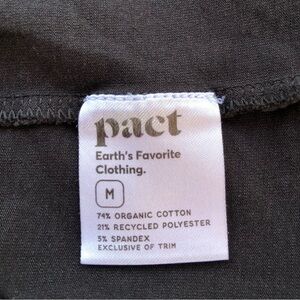 pact
Earth's Favorite
Clothing.
M
74% ORGANIC COTTON
21% RECYCLED POLYESTER
5% SPANDEX
EXCLUSIVE OF TRIM